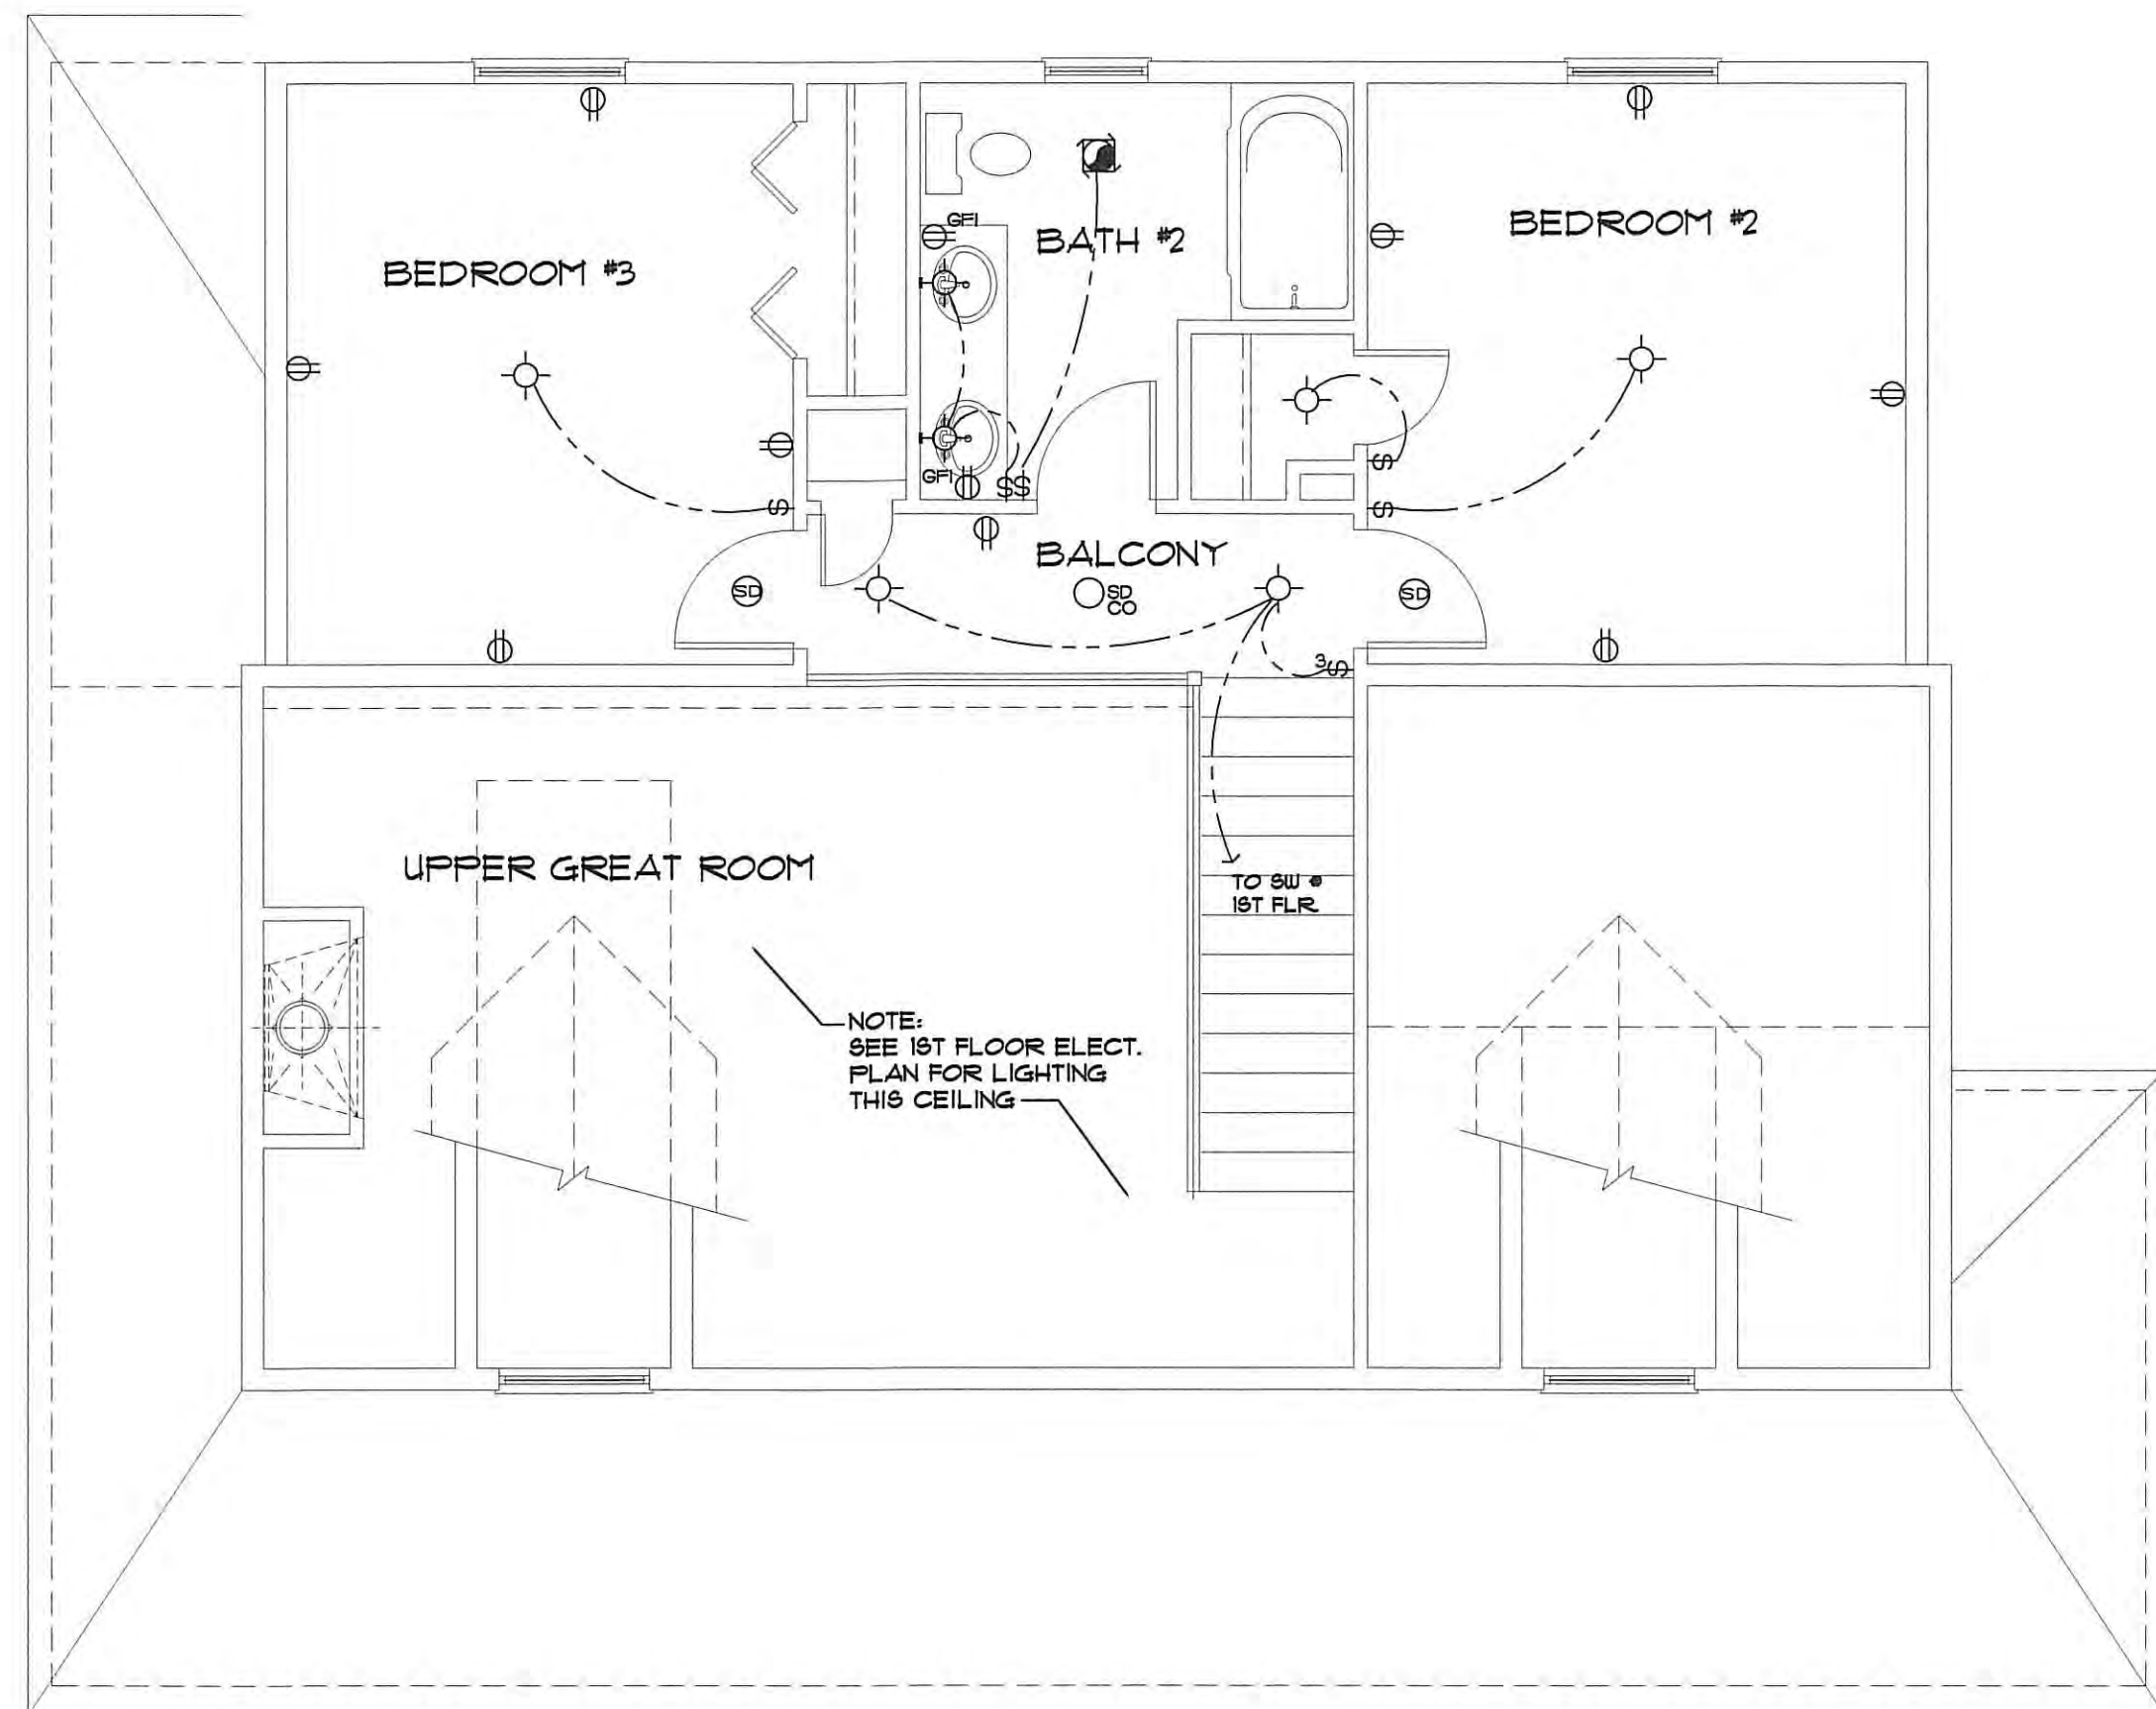 BEDROOM #3
GFI
BATH #2
BEDROOM #2
GFI
S
SS
S
S
BALCONY
SD
SD
CO
SD
3S
UPPER GREAT ROOM
TO SW @
1ST FLR.
NOTE:
SEE 1ST FLOOR ELECT.
PLAN FOR LIGHTING
THIS CEILING